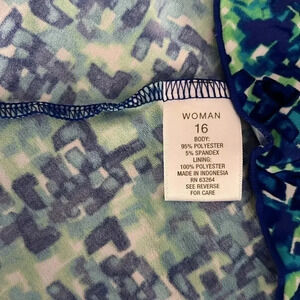 WOMAN
16
BODY:
95% POLYESTER
5% SPANDEX
LINING:
100% POLYESTER
MADE IN INDONESIA
RN 63264
SEE REVERSE
FOR CARE